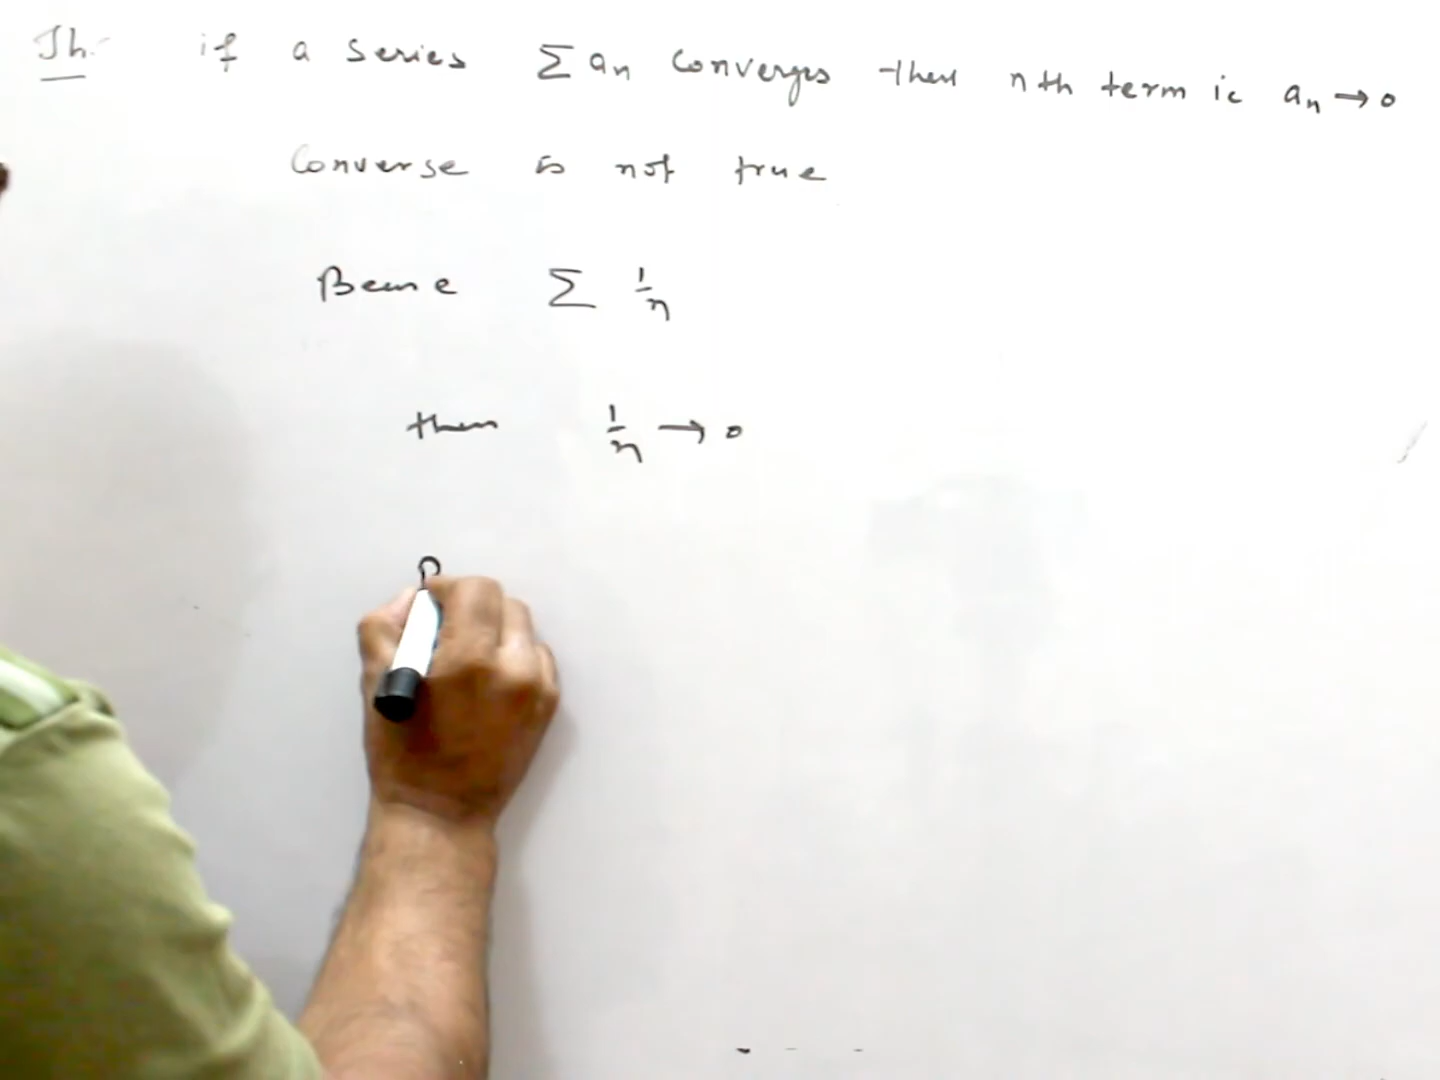 Th. if a series Σ an converges then nth term ie an → 0
Converse is not true
Σ 1/n
then 1/n → 0